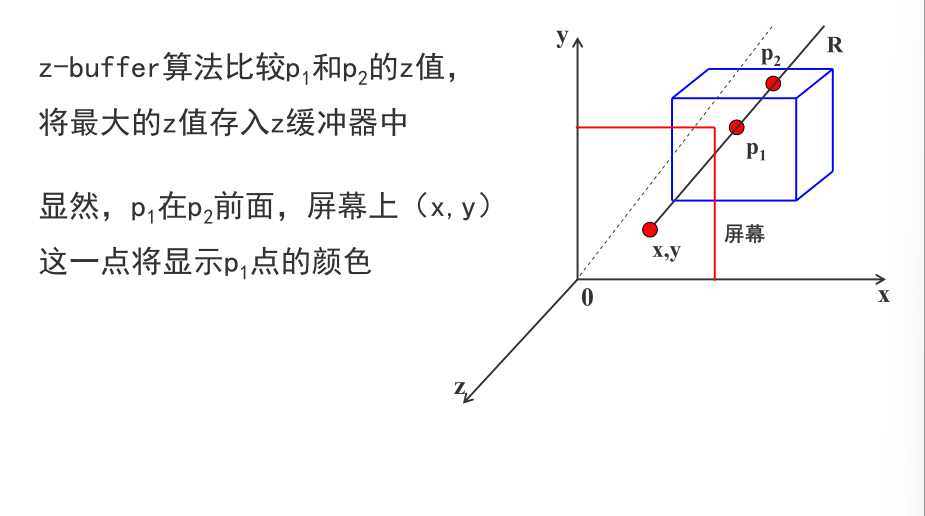 z-buffer算法比较p₁和p₂的z值，
将最大的z值存入z缓冲器中
显然，p₁在p₂前面，屏幕上（x,y）
这一点将显示p₁点的颜色
y
R
p₂
p₁
x,y
屏幕
0
x
z